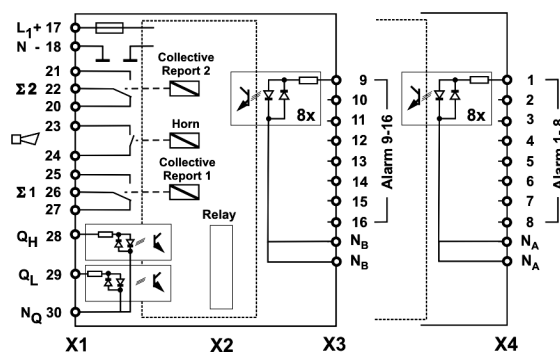 L1+ 17
N - 18
21
Σ2 22
20
23
24
25
Σ1 26
27
QH 28
QL 29
NQ 30
Collective
Report 2
Horn
Collective
Report 1
Relay
8x
9
10
11
12
13
14
15
16
NB
NB
Alarm 9-16
8x
1
2
3
4
5
6
7
8
NA
NA
Alarm 1- 8
X1
X2
X3
X4